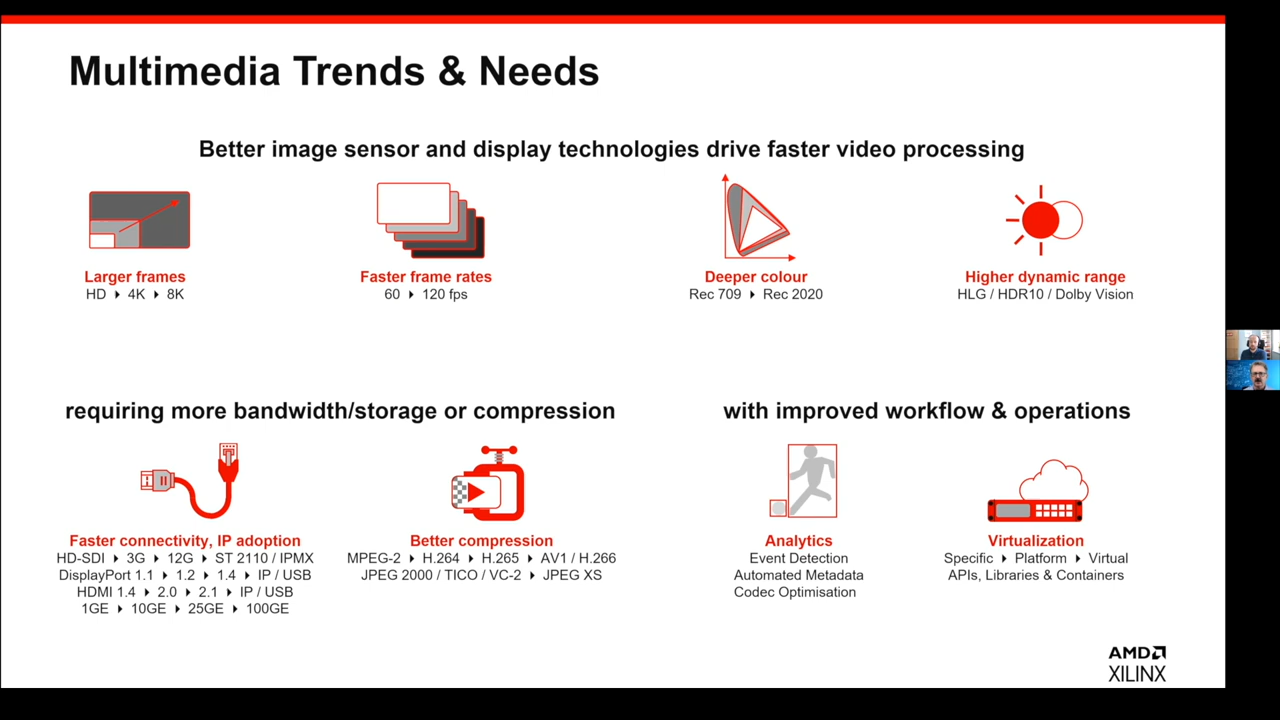 Multimedia Trends & Needs
Better image sensor and display technologies drive faster video processing
Larger frames
HD ▸ 4K ▸ 8K
Faster frame rates
60 ▸ 120 fps
Deeper colour
Rec 709 ▸ Rec 2020
Higher dynamic range
HLG / HDR10 / Dolby Vision
requiring more bandwidth/storage or compression
Faster connectivity, IP adoption
HD-SDI ▸ 3G ▸ 12G ▸ ST 2110 / IPMX
DisplayPort 1.1 ▸ 1.2 ▸ 1.4 ▸ IP / USB
HDMI 1.4 ▸ 2.0 ▸ 2.1 ▸ IP / USB
1GE ▸ 10GE ▸ 25GE ▸ 100GE
Better compression
MPEG-2 ▸ H.264 ▸ H.265 ▸ AV1 / H.266
JPEG 2000 / TICO / VC-2 ▸ JPEG XS
with improved workflow & operations
Analytics
Event Detection
Automated Metadata
Codec Optimisation
Virtualization
Specific ▸ Platform ▸ Virtual
APIs, Libraries & Containers
AMD
XILINX